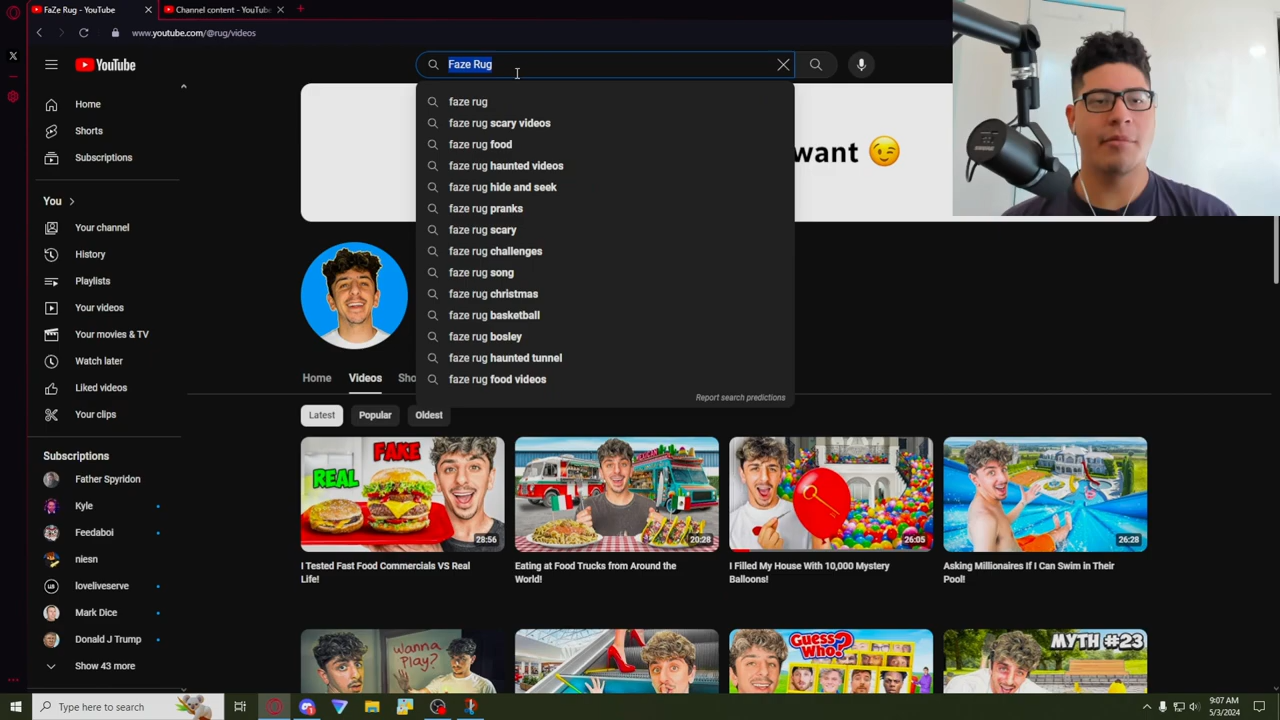 FaZe Rug - YouTube
Channel content - YouTube
www.youtube.com/@rug/videos
YouTube
Faze Rug
faze rug
faze rug scary videos
faze rug food
faze rug haunted videos
faze rug hide and seek
faze rug pranks
faze rug scary
faze rug challenges
faze rug song
faze rug christmas
faze rug basketball
faze rug bosley
faze rug haunted tunnel
faze rug food videos
Report search predictions
want 😉
Home
Shorts
Subscriptions
You
Your channel
History
Playlists
Your videos
Your movies & TV
Watch later
Liked videos
Your clips
Subscriptions
Father Spyridon
Kyle
Feedaboi
niesn
loveliveserve
Mark Dice
Donald J Trump
Show 43 more
Home
Videos
Sho
Latest
Popular
Oldest
REAL
FAKE
28:56
20:28
26:05
26:28
I Tested Fast Food Commercials VS Real
Life!
Eating at Food Trucks from Around the
World!
I Filled My House With 10,000 Mystery
Balloons!
Asking Millionaires If I Can Swim in Their
Pool!
WANNA
PLAY?
GUESS
WHO?
MYTH #23
Type here to search
9:07 AM
5/3/2024